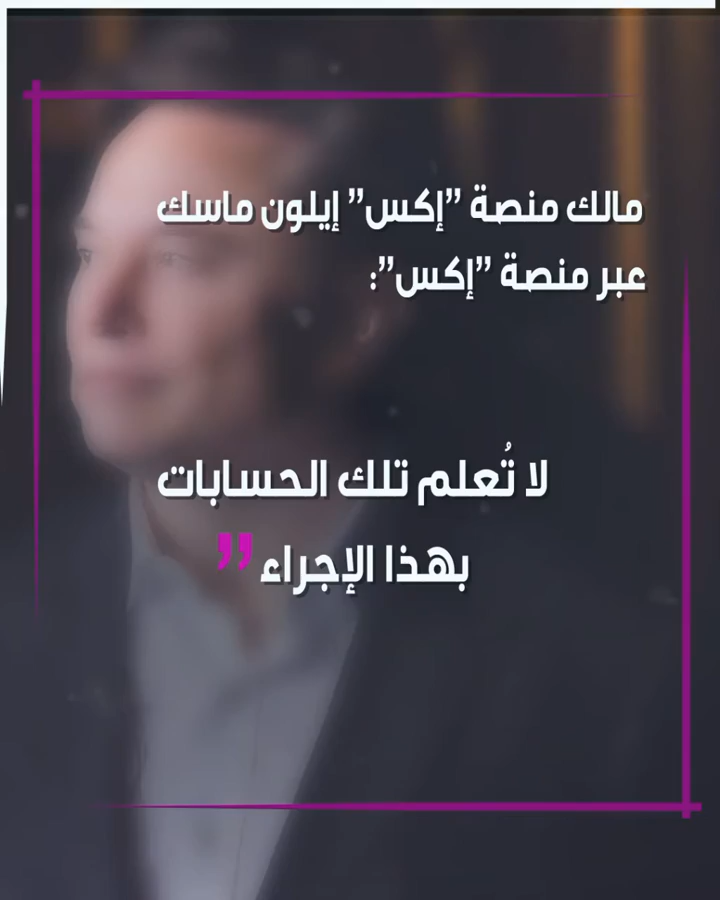 مالك منصة ”إكس” إيلون ماسك
عبر منصة ”إكس”:
لا تُعلم تلك الحسابات
بهذا الإجراء ”